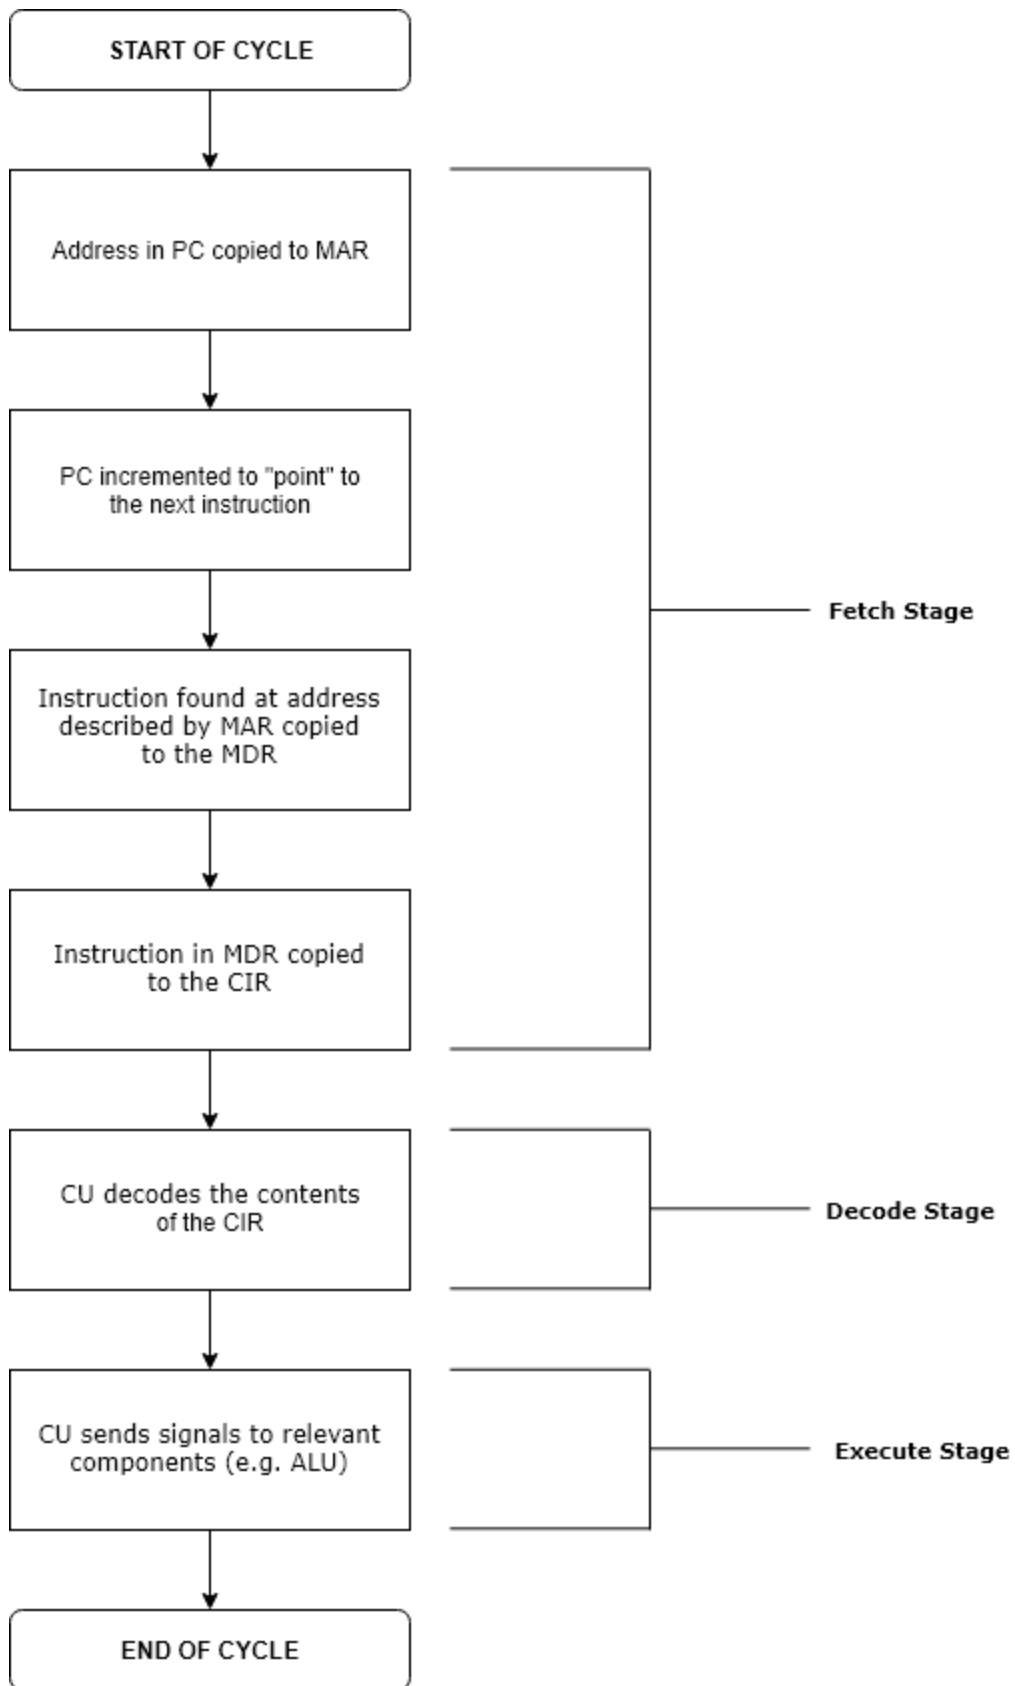 START OF CYCLE
Address in PC copied to MAR
PC incremented to "point" to
the next instruction
Fetch Stage
Instruction found at address
described by MAR copied
to the MDR
Instruction in MDR copied
to the CIR
CU decodes the contents
of the CIR
Decode Stage
CU sends signals to relevant
components (e.g. ALU)
Execute Stage
END OF CYCLE